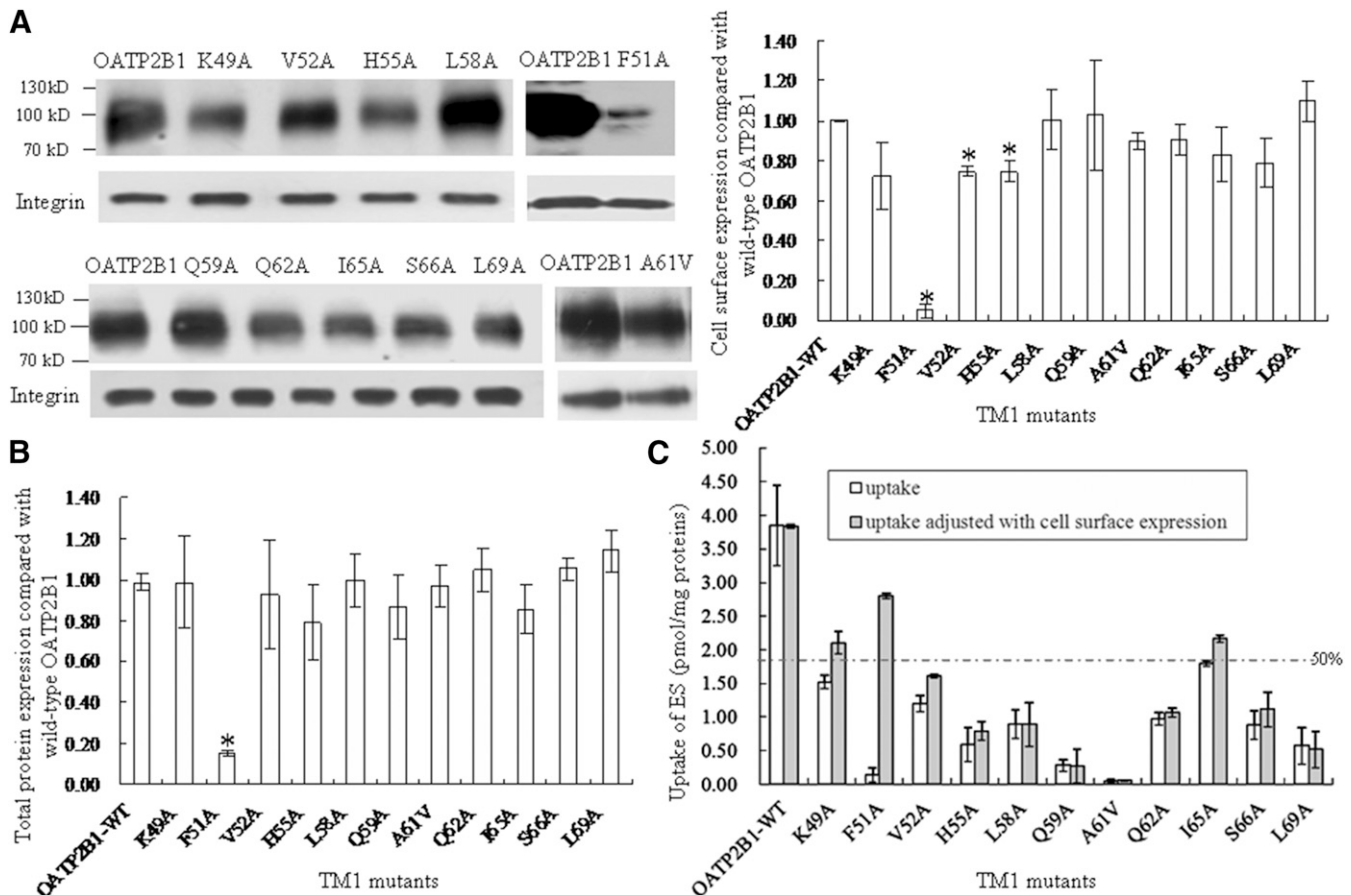 A
OATP2B1 K49A V52A H55A L58A OATP2B1 F51A
130kD
100 kD
70 kD
Integrin
OATP2B1 Q59A Q62A I65A S66A L69A OATP2B1 A61V
130kD
100 kD
70 kD
Integrin
Cell surface expression compared with
wild-type OATP2B1
1.40
1.20
1.00
0.80
0.60
0.40
0.20
0.00
* * *
OATP2B1-WT K49A F51A V52A H55A L58A Q59A A61V Q62A I65A S66A L69A
TM1 mutants
B
Total protein expression compared with
wild-type OATP2B1
1.40
1.20
1.00
0.80
0.60
0.40
0.20
0.00
*
OATP2B1-WT K49A F51A V52A H55A L58A Q59A A61V Q62A I65A S66A L69A
TM1 mutants
C
Uptake of ES (pmol/mg proteins)
5.00
4.50
4.00
3.50
3.00
2.50
2.00
1.50
1.00
0.50
0.00
uptake
uptake adjusted with cell surface expression
50%
OATP2B1-WT K49A F51A V52A H55A L58A Q59A A61V Q62A I65A S66A L69A
TM1 mutants